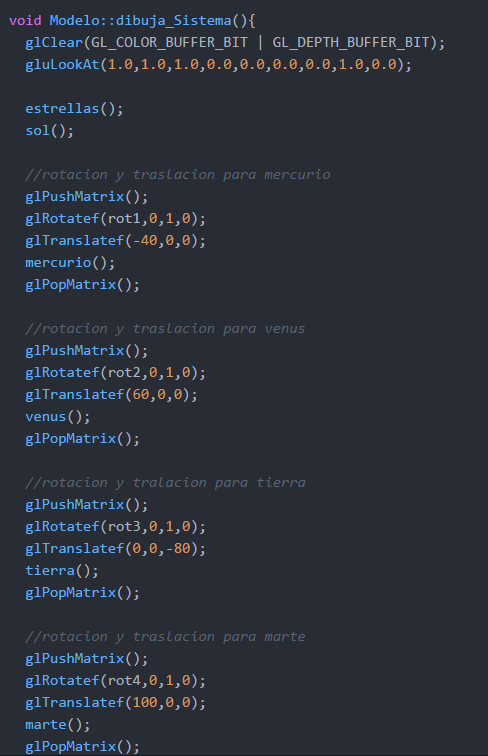 void Modelo::dibuja_Sistema(){
glClear(GL_COLOR_BUFFER_BIT | GL_DEPTH_BUFFER_BIT);
gluLookAt(1.0,1.0,1.0,0.0,0.0,0.0,0.0,1.0,0.0);
estrellas();
sol();
//rotacion y traslacion para mercurio
glPushMatrix();
glRotatef(rot1,0,1,0);
glTranslatef(-40,0,0);
mercurio();
glPopMatrix();
//rotacion y traslacion para venus
glPushMatrix();
glRotatef(rot2,0,1,0);
glTranslatef(60,0,0);
venus();
glPopMatrix();
//rotacion y tralacion para tierra
glPushMatrix();
glRotatef(rot3,0,1,0);
glTranslatef(0,0,-80);
tierra();
glPopMatrix();
//rotacion y traslacion para marte
glPushMatrix();
glRotatef(rot4,0,1,0);
glTranslatef(100,0,0);
marte();
glPopMatrix();